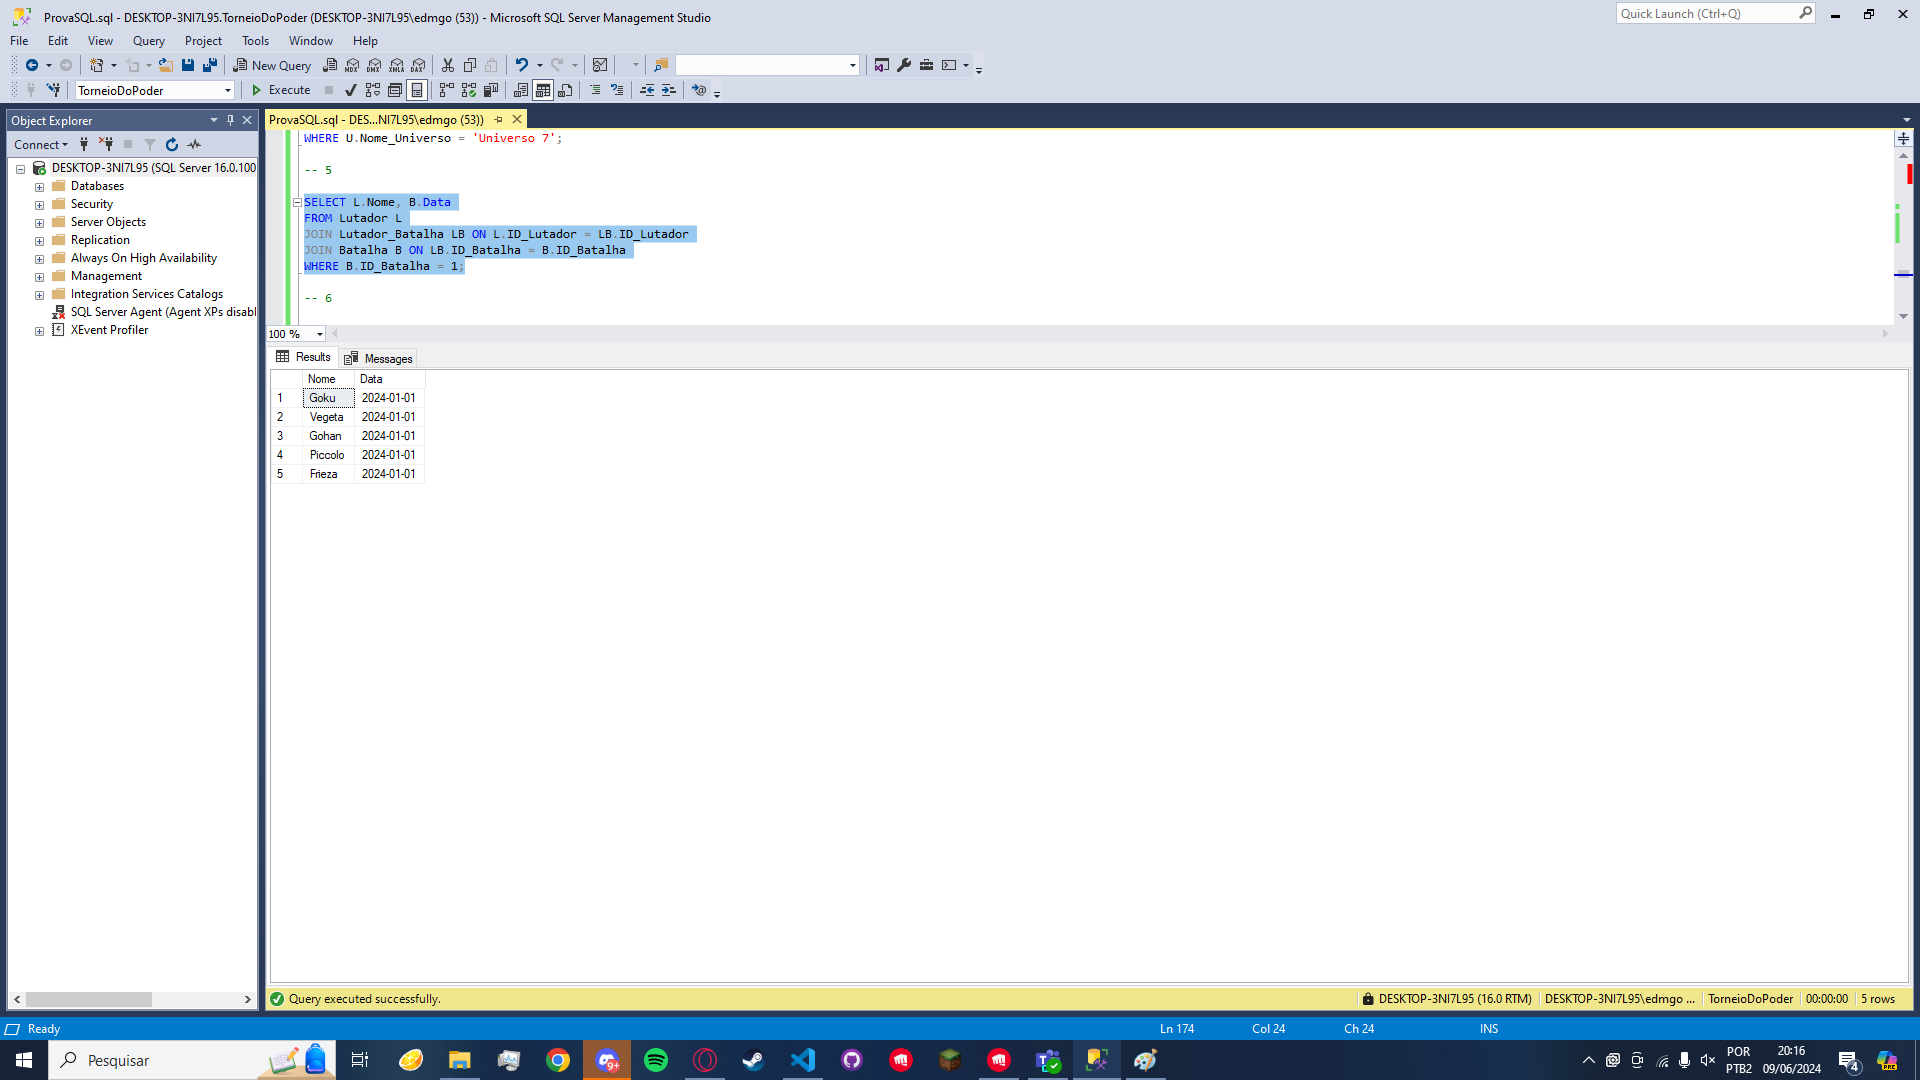 ProvaSQL.sql - DESKTOP-3NI7L95.TorneioDoPoder (DESKTOP-3NI7L95\edmgo (53)) - Microsoft SQL Server Management Studio
Quick Launch (Ctrl+Q)
File Edit View Query Project Tools Window Help
New Query
MDX DMX XMLA DAX
TorneioDoPoder
Execute
Object Explorer
ProvaSQL.sql - DES...NI7L95\edmgo (53))
Connect
DESKTOP-3NI7L95 (SQL Server 16.0.100
Databases
Security
Server Objects
Replication
Always On High Availability
Management
Integration Services Catalogs
SQL Server Agent (Agent XPs disabl
XEvent Profiler
WHERE U.Nome_Universo = 'Universo 7';
-- 5
SELECT L.Nome, B.Data
FROM Lutador L
JOIN Lutador_Batalha LB ON L.ID_Lutador = LB.ID_Lutador
JOIN Batalha B ON LB.ID_Batalha = B.ID_Batalha
WHERE B.ID_Batalha = 1;
-- 6
100 %
Results Messages
Nome Data
1 Goku 2024-01-01
2 Vegeta 2024-01-01
3 Gohan 2024-01-01
4 Piccolo 2024-01-01
5 Frieza 2024-01-01
Query executed successfully.
DESKTOP-3NI7L95 (16.0 RTM) DESKTOP-3NI7L95\edmgo ... TorneioDoPoder 00:00:00 5 rows
Ready
Ln 174 Col 24 Ch 24 INS
Pesquisar
9+
POR
PTB2
20:16
09/06/2024
4
PRE